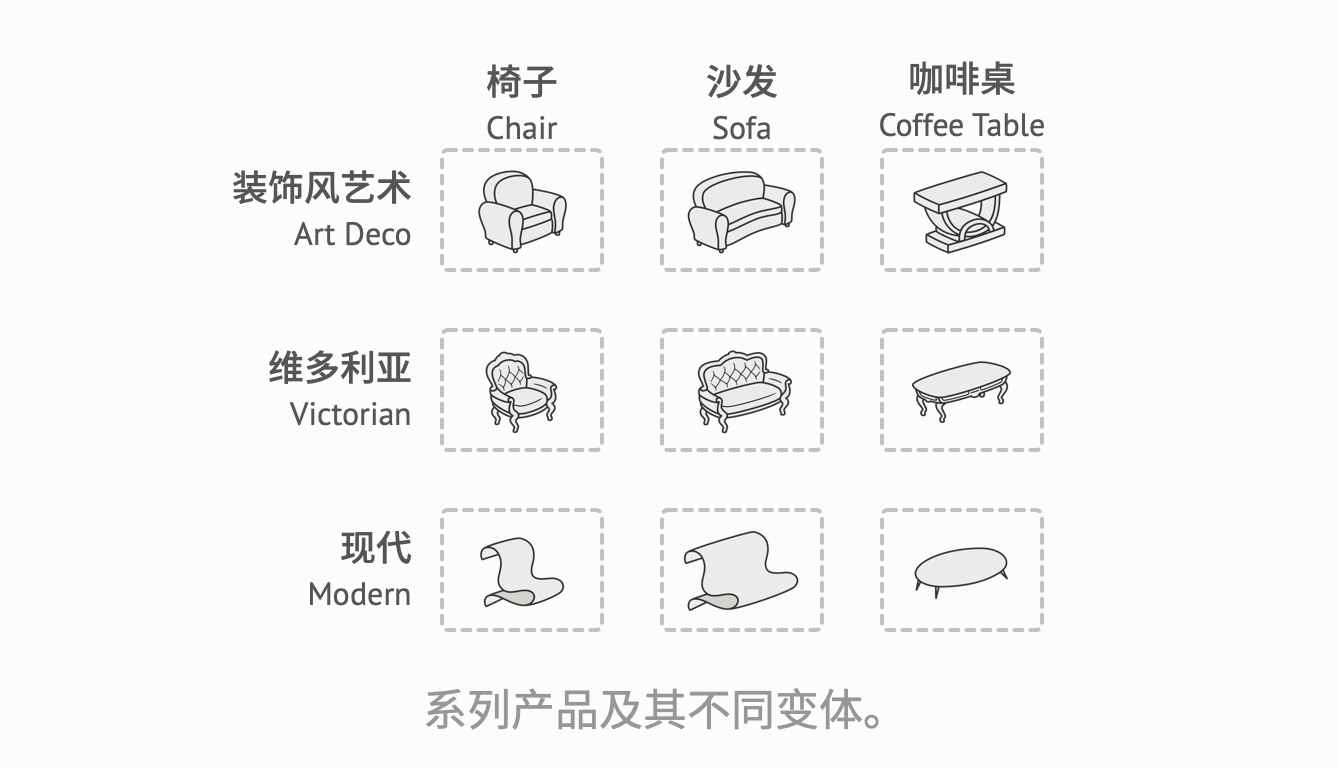 椅子
Chair
沙发
Sofa
咖啡桌
Coffee Table
装饰风艺术
Art Deco
维多利亚
Victorian
现代
Modern
系列产品及其不同变体。